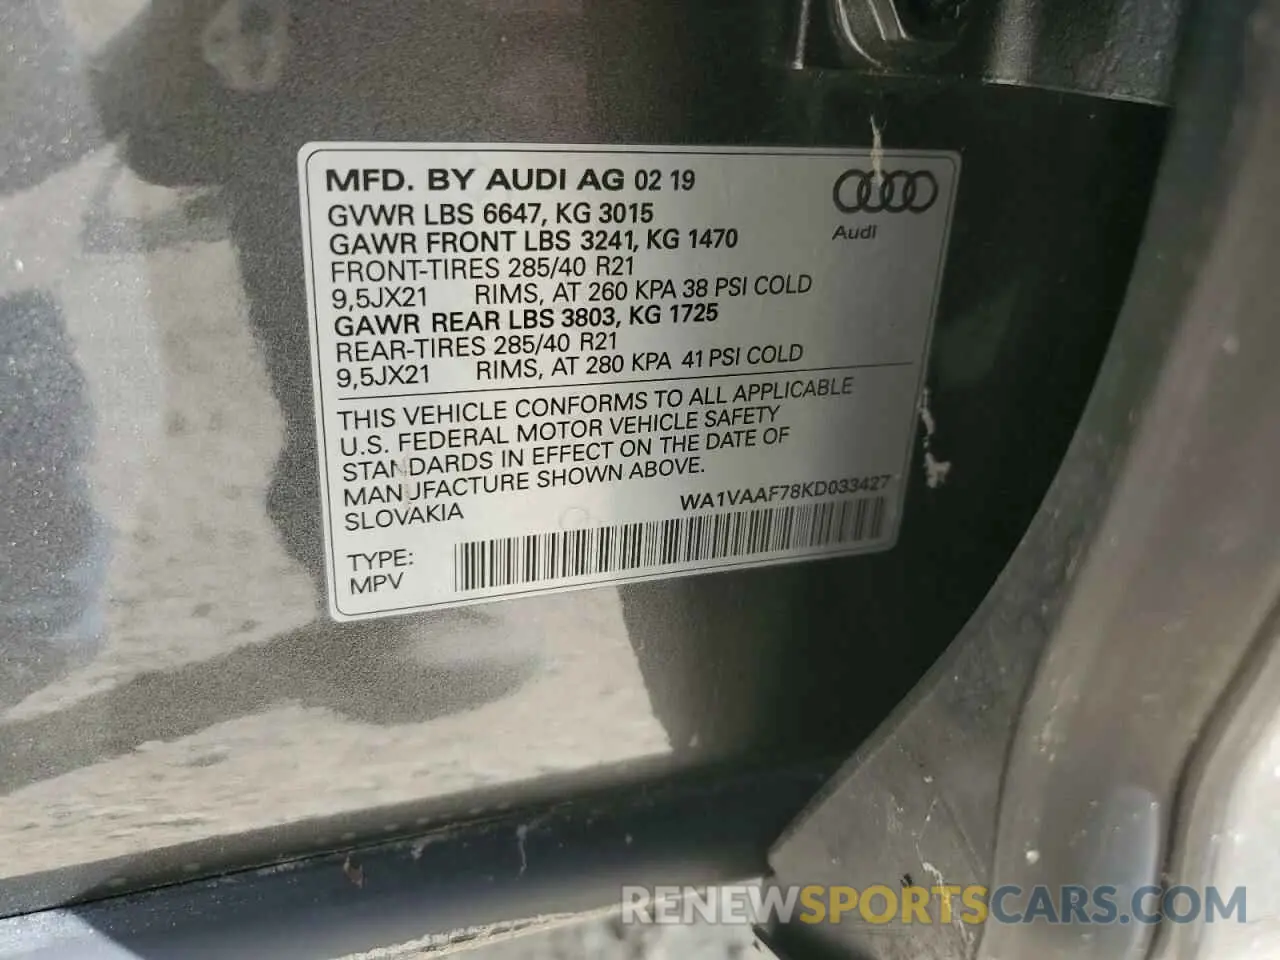 MFD. BY AUDI AG 02 19
GVWR LBS 6647, KG 3015
GAWR FRONT LBS 3241, KG 1470
FRONT-TIRES 285/40 R21
9,5JX21 RIMS, AT 260 KPA 38 PSI COLD
GAWR REAR LBS 3803, KG 1725
REAR-TIRES 285/40 R21
9,5JX21 RIMS, AT 280 KPA 41 PSI COLD
Audi
THIS VEHICLE CONFORMS TO ALL APPLICABLE
U.S. FEDERAL MOTOR VEHICLE SAFETY
STANDARDS IN EFFECT ON THE DATE OF
MANUFACTURE SHOWN ABOVE.
SLOVAKIA
WA1VAAF78KD033427
TYPE:
MPV
RENEWSPORTSCARS.COM